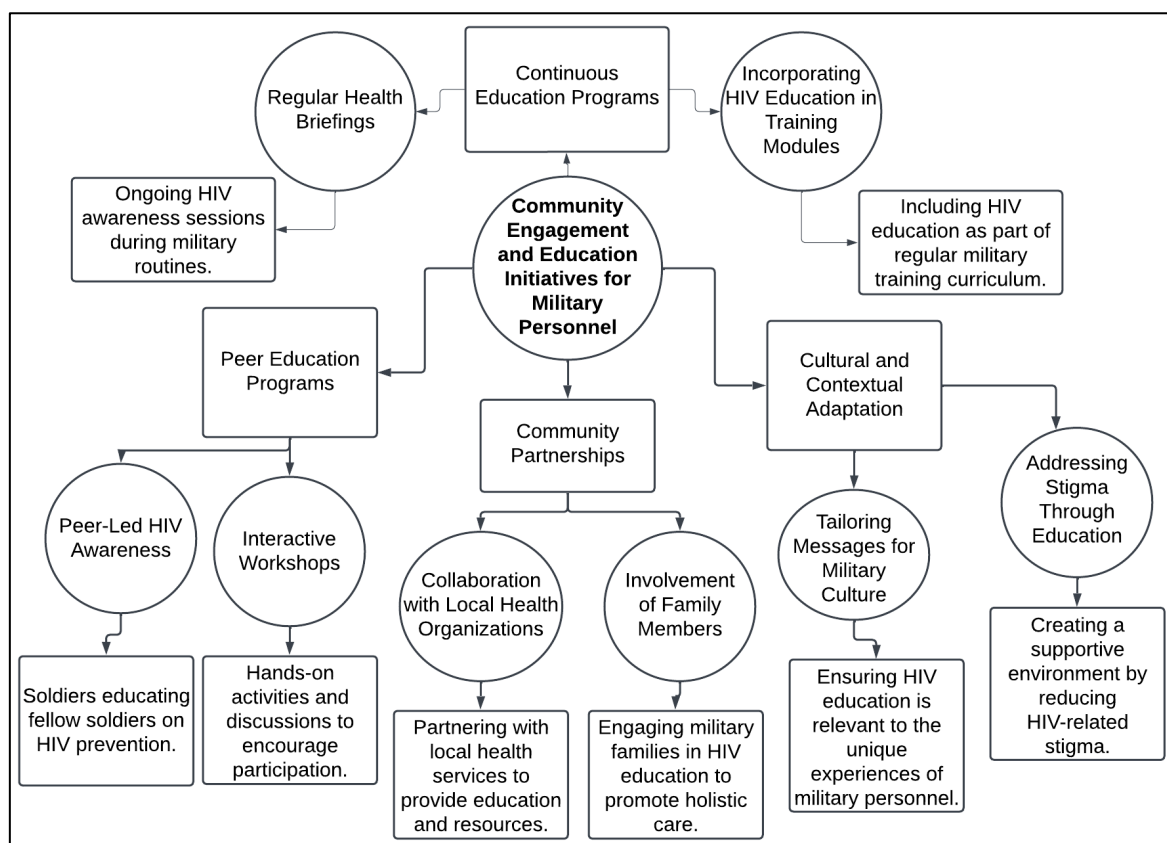 Continuous
Education Programs
Regular Health
Briefings
Incorporating
HIV Education in
Training
Modules
Ongoing HIV
awareness sessions
during military
routines.
Including HIV
education as part of
regular military
training curriculum.
Community
Engagement
and Education
Initiatives for
Military
Personnel
Peer Education
Programs
Community
Partnerships
Cultural and
Contextual
Adaptation
Peer-Led HIV
Awareness
Interactive
Workshops
Collaboration
with Local Health
Organizations
Involvement
of Family
Members
Tailoring
Messages for
Military
Culture
Addressing
Stigma
Through
Education
Soldiers educating
fellow soldiers on
HIV prevention.
Hands-on
activities and
discussions to
encourage
participation.
Partnering with
local health
services to
provide education
and resources.
Engaging military
families in HIV
education to
promote holistic
care.
Ensuring HIV
education is
relevant to the
unique
experiences of
military personnel.
Creating a
supportive
environment by
reducing
HIV-related
stigma.